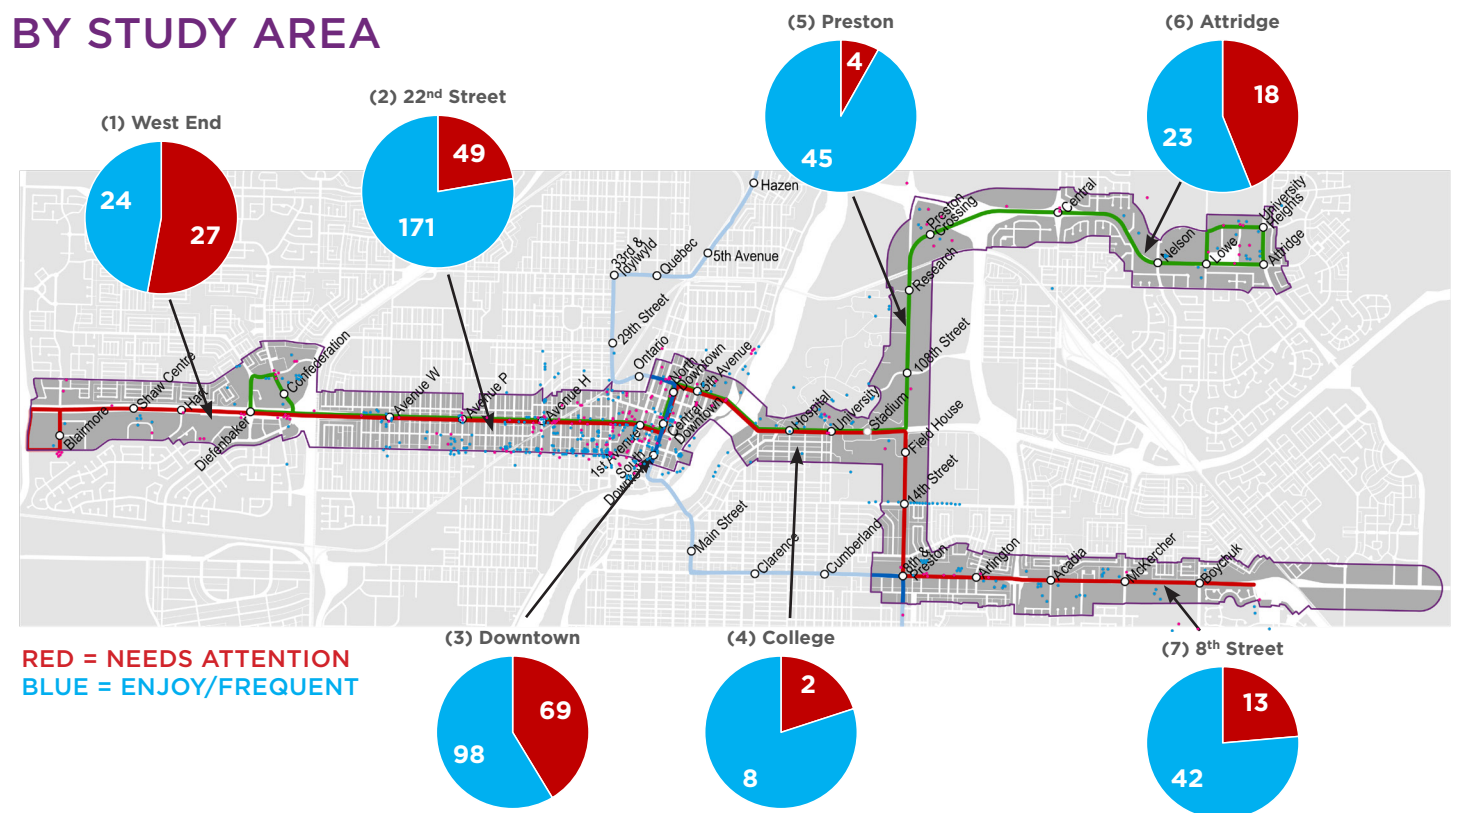 BY STUDY AREA
(5) Preston
4
45
(6) Attridge
18
23
(2) 22nd Street
49
171
(1) West End
24
27
Hazen
5th Avenue
Quebec
33rd &
Idylwyld
29th Street
Ontario
North
Downtown
5th Avenue
Central
Downtown
1st Avenue
South
Downtown
Preston
Crossing
Central
Research
108th Street
Nelson
Lowe
University
Heights
Attridge
Blairmore
Shaw Centre
Hart
Diefenbaker
Confederation
Avenue W
Avenue P
Avenue H
Hospital
University
Stadium
Field House
14th Street
Main Street
Clarence
Cumberland
8th &
Preston
Arlington
Acadia
McKercher
Boychuk
RED = NEEDS ATTENTION
BLUE = ENJOY/FREQUENT
(3) Downtown
69
98
(4) College
2
8
(7) 8th Street
13
42